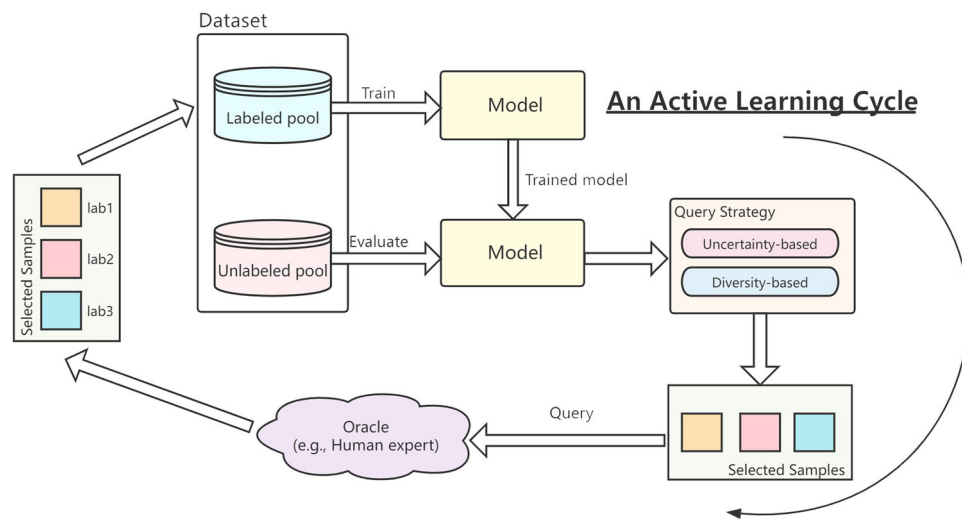 Dataset
Labeled pool
Train
Model
An Active Learning Cycle
Trained model
Unlabeled pool
Evaluate
Model
Query Strategy
Uncertainty-based
Diversity-based
Selected Samples
Query
Oracle
(e.g., Human expert)
Selected Samples
lab1
lab2
lab3